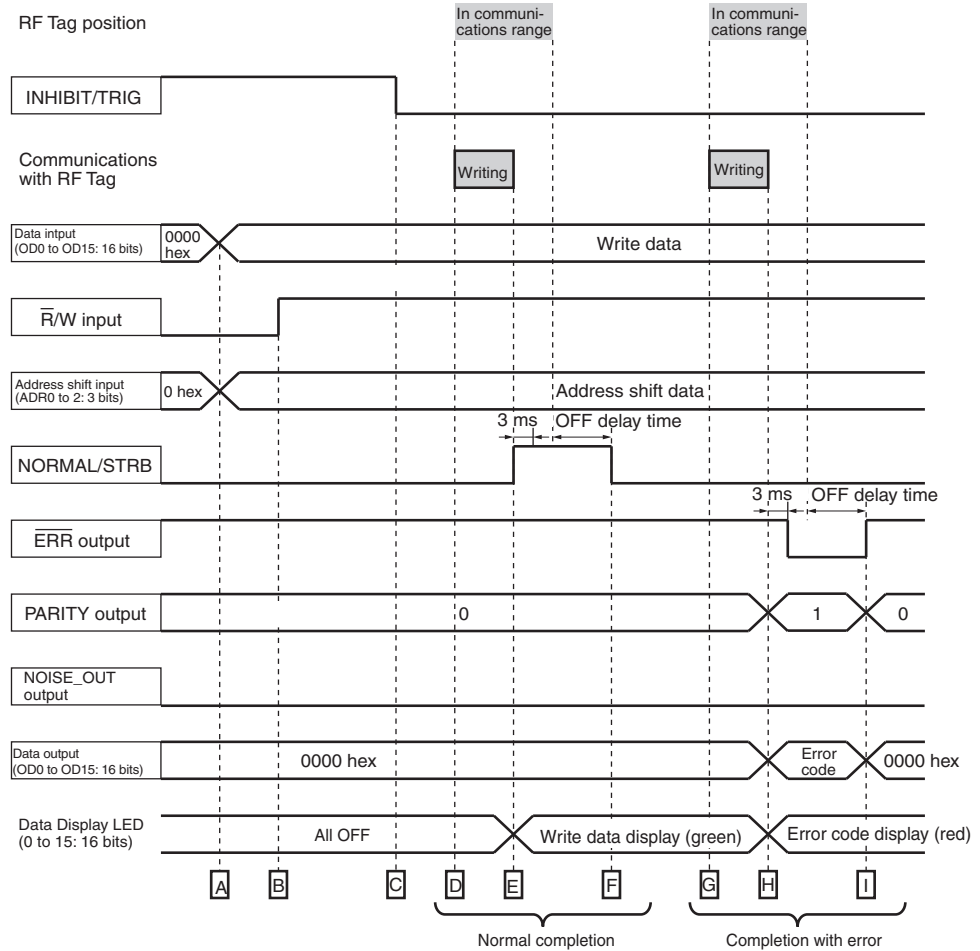 RF Tag position
In communi-
cations range
In communi-
cations range
INHIBIT/TRIG
Communications
with RF Tag
Writing
Writing
Data intput
(OD0 to OD15: 16 bits)
0000
hex
Write data
R̅/W input
Address shift input
(ADR0 to 2: 3 bits)
0 hex
Address shift data
3 ms
OFF delay time
NORMAL/STRB
3 ms
OFF delay time
E̅R̅R̅ output
PARITY output
0
1
0
NOISE_OUT
output
Data output
(OD0 to OD15: 16 bits)
0000 hex
Error
code
0000 hex
Data Display LED
(0 to 15: 16 bits)
All OFF
Write data display (green)
Error code display (red)
A
B
C
D
E
F
G
H
I
Normal completion
Completion with error